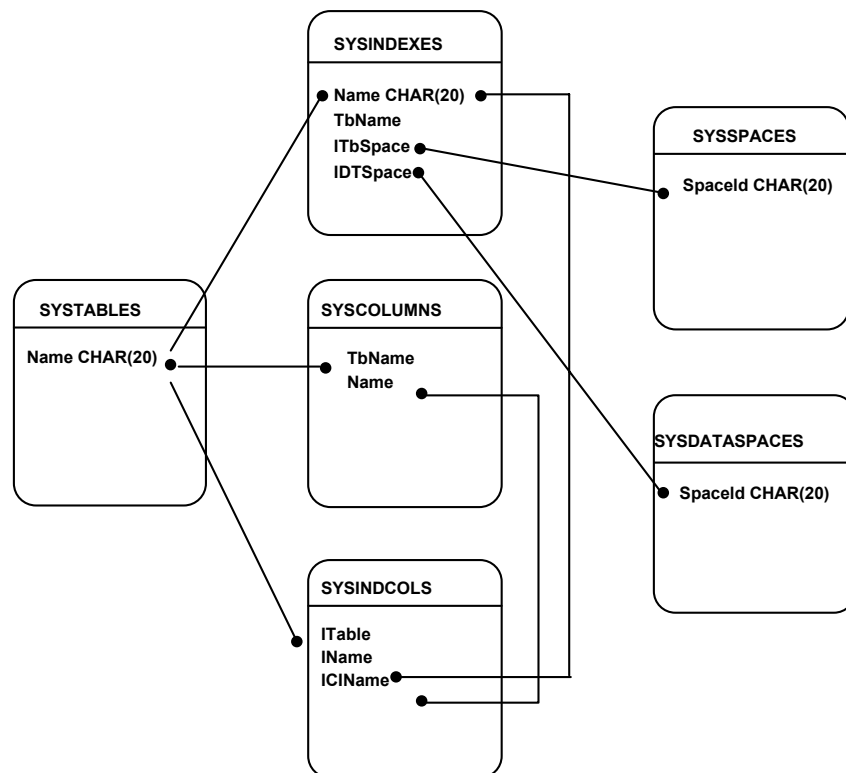 SYSINDEXES
Name CHAR(20)
TbName
ITbSpace
IDTSpace
SYSSPACES
SpaceId CHAR(20)
SYSTABLES
Name CHAR(20)
SYSCOLUMNS
TbName
Name
SYSDATASPACES
SpaceId CHAR(20)
SYSINDCOLS
ITable
IName
ICIName